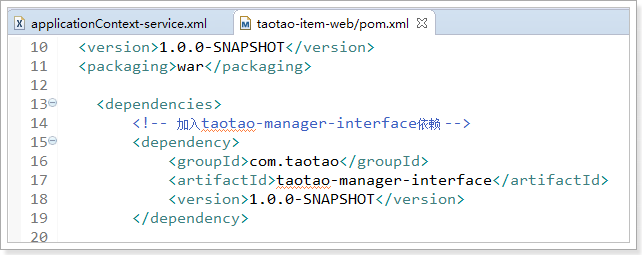 applicationContext-service.xml taotao-item-web/pom.xml
10 <version>1.0.0-SNAPSHOT</version>
11 <packaging>war</packaging>
12
13 <dependencies>
14 <!-- 加入taotao-manager-interface依赖 -->
15 <dependency>
16 <groupId>com.taotao</groupId>
17 <artifactId>taotao-manager-interface</artifactId>
18 <version>1.0.0-SNAPSHOT</version>
19 </dependency>
20